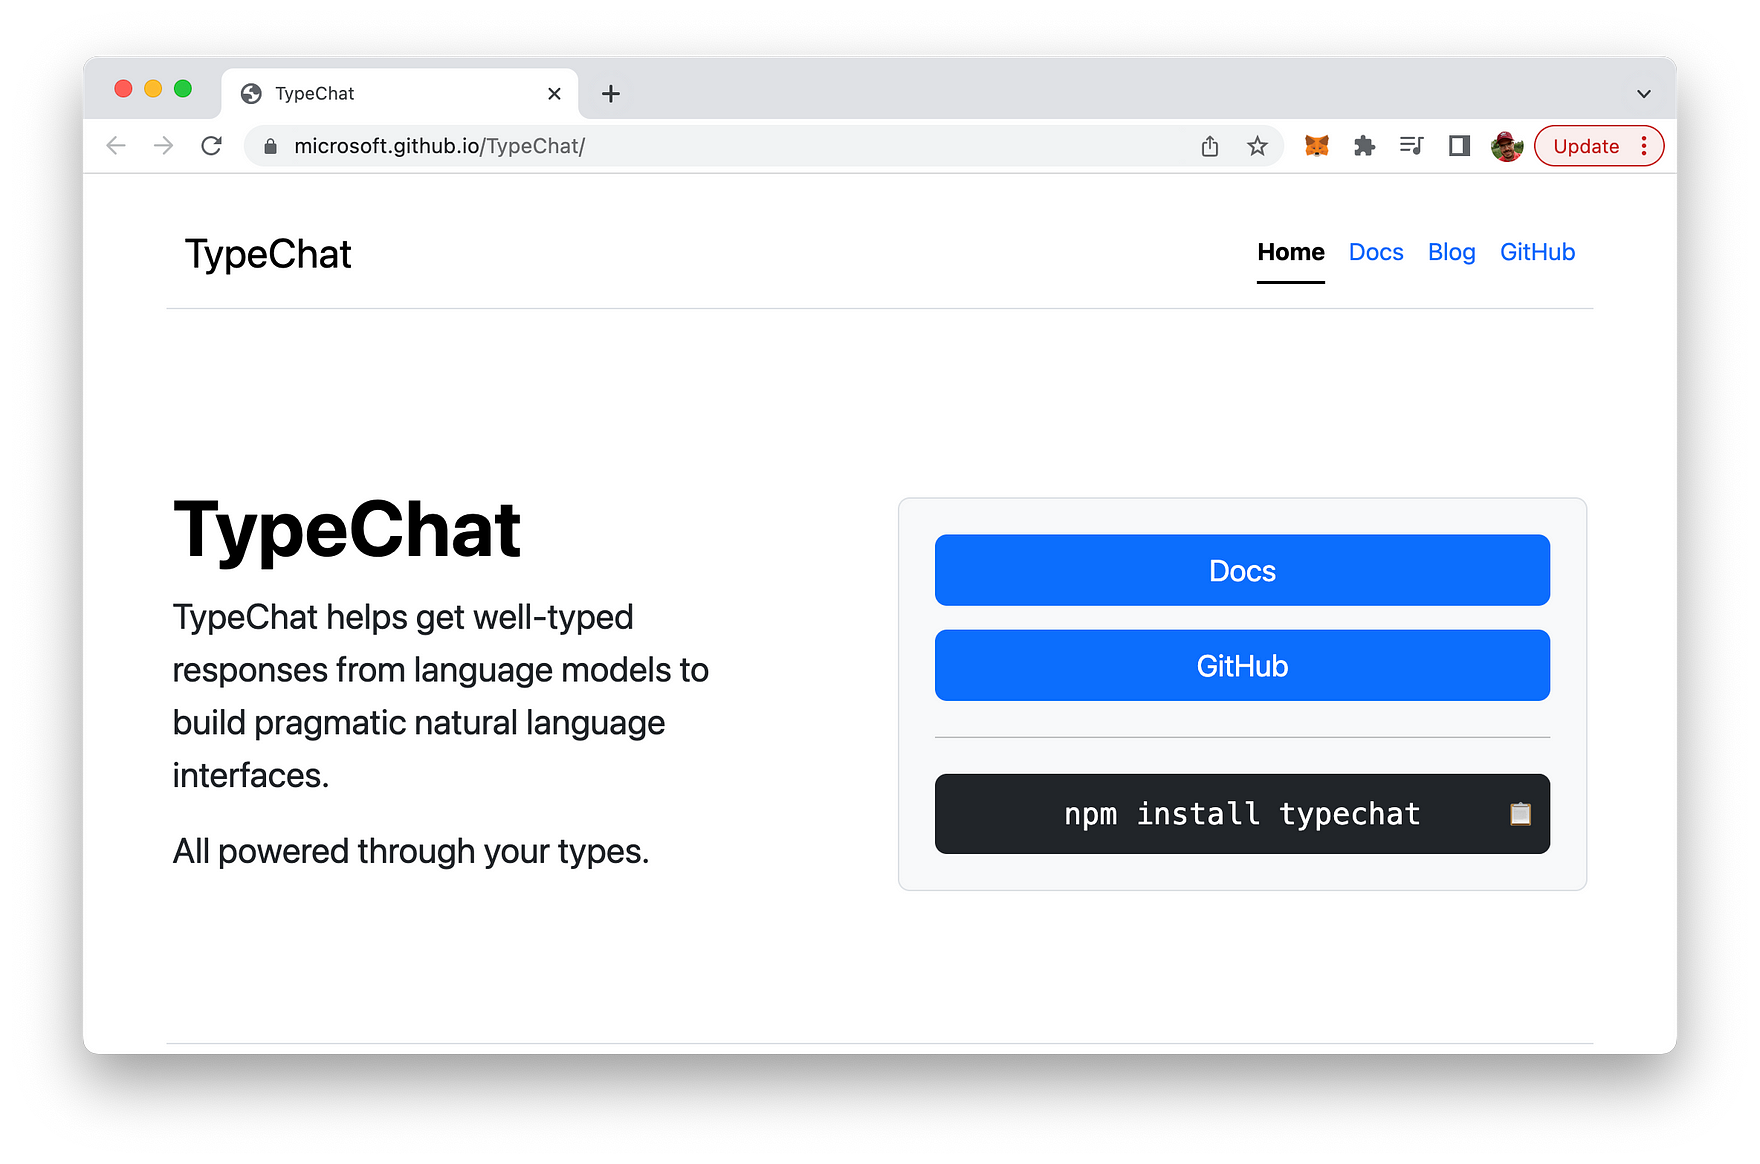 TypeChat
microsoft.github.io/TypeChat/
Update
TypeChat
Home Docs Blog GitHub
TypeChat
TypeChat helps get well-typed
responses from language models to
build pragmatic natural language
interfaces.
All powered through your types.
Docs
GitHub
npm install typechat